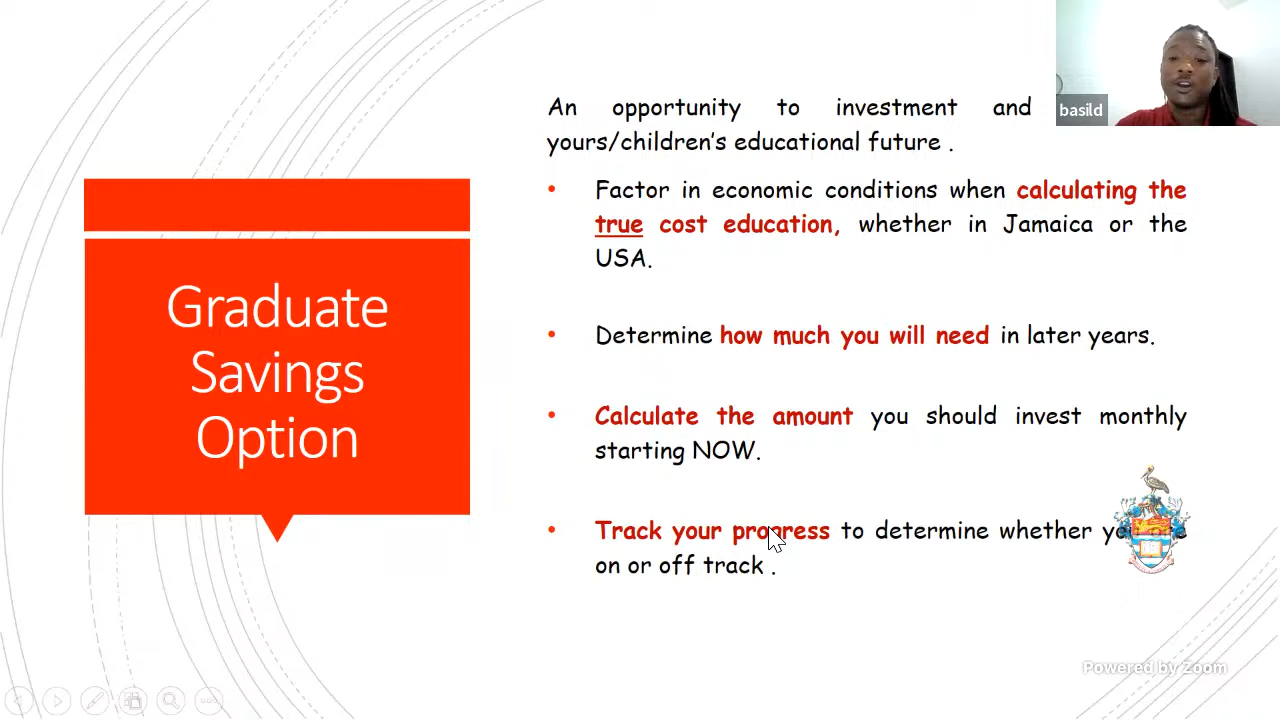 An opportunity to investment and
yours/children's educational future .
basild
Graduate
Savings
Option
• Factor in economic conditions when calculating the
true cost education, whether in Jamaica or the
USA.
• Determine how much you will need in later years.
• Calculate the amount you should invest monthly
starting NOW.
• Track your progress to determine whether
on or off track .
Powered by Zoom